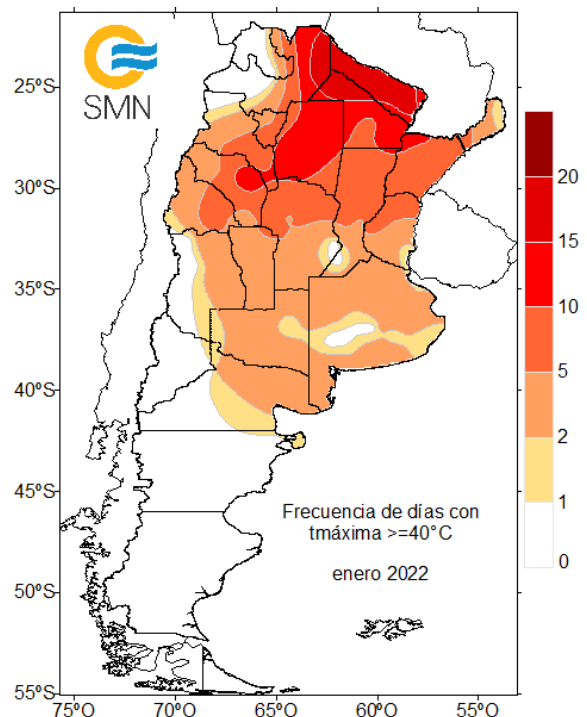 SMN
25°S
30°S
35°S
40°S
45°S
50°S
55°S
75°O
70°O
65°O
60°O
55°O
20
15
10
5
2
1
0
Frecuencia de días con
tmáxima >=40°C
enero 2022